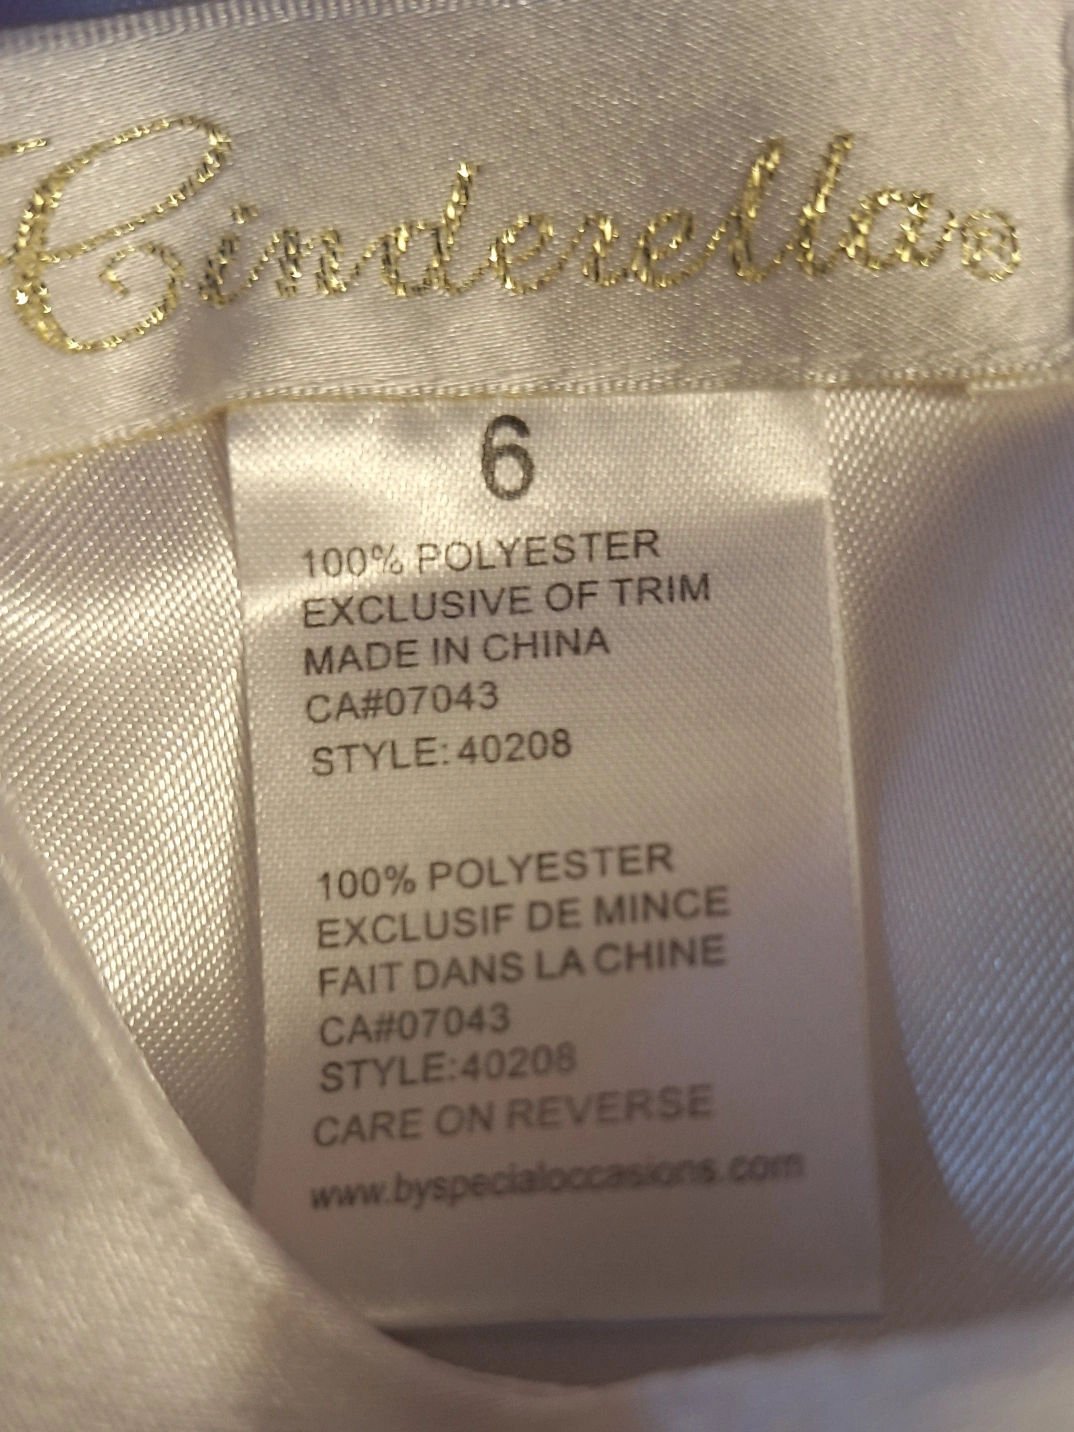 Cinderella®
6
100% POLYESTER
EXCLUSIVE OF TRIM
MADE IN CHINA
CA#07043
STYLE: 40208
100% POLYESTER
EXCLUSIF DE MINCE
FAIT DANS LA CHINE
CA#07043
STYLE:40208
CARE ON REVERSE
www.byspecialoccasions.com